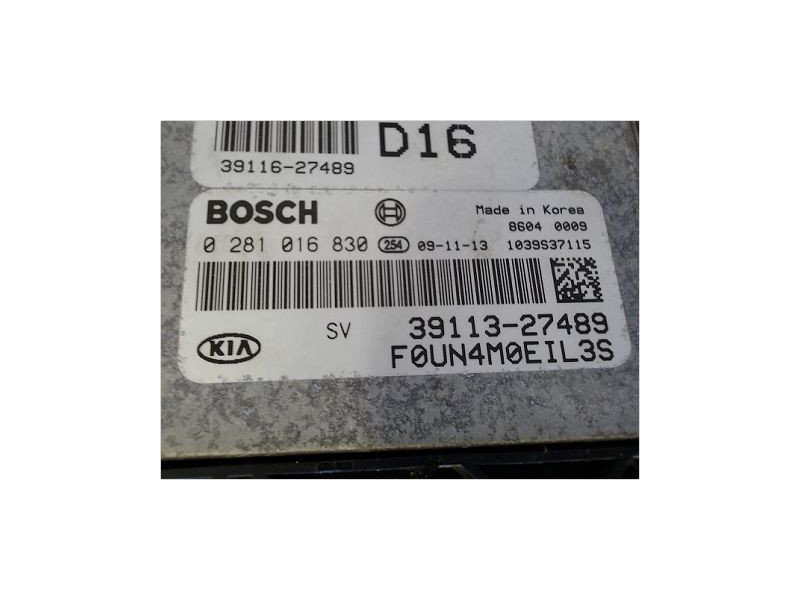 D16
39116-27489
BOSCH
Made in Korea
8604 0009
0 281 016 830 254 09-11-13 1039S37115
SV 39113-27489
KIA
F0UN4M0EIL3S